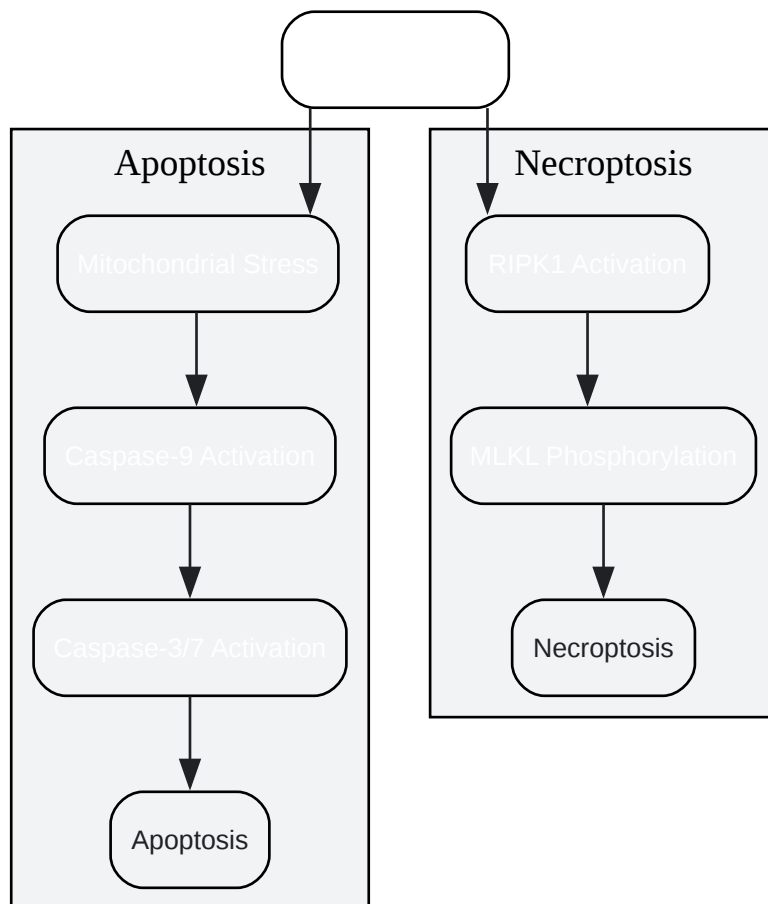 Apoptosis
Mitochondrial Stress
Caspase-9 Activation
Caspase-3/7 Activation
Apoptosis
Necroptosis
RIPK1 Activation
MLKL Phosphorylation
Necroptosis